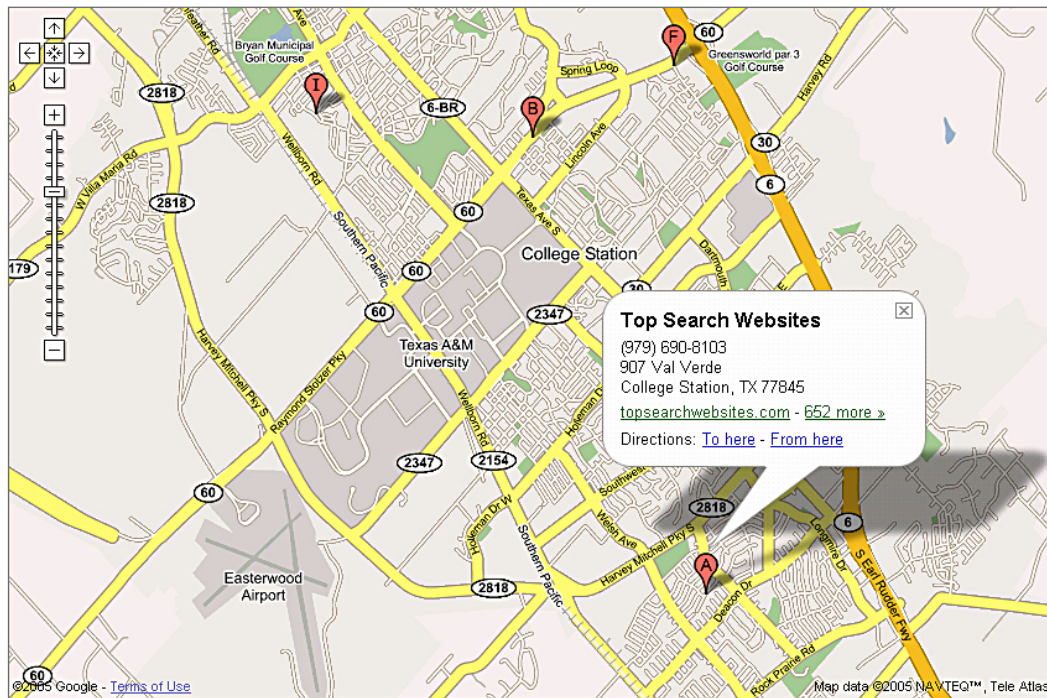 60
F
Bryan Municipal
Golf Course
Greensworld par 3
Golf Course
Spring Loop
Harvey Rd
I
2818
6-BR
B
Lincoln Ave
30
W Villa Maria Rd
Wellborn Rd
6
2818
60
Texas Ave S
Southern Pacific
College Station
Dartmouth
179
60
30
60
2347
Texas A&M
University
Harvey Mitchell Pky S
Raymond Stotzer Pky
Wellborn Rd
Holleman D
Top Search Websites
(979) 690-8103
907 Val Verde
College Station, TX 77845
topsearchwebsites.com - 652 more »
Directions: To here - From here
2347
2154
60
Southwest
2818
Holleman Dr W
Welsh Ave
Longmire Dr
6
Southern Pacific
Harvey Mitchell Pky S
S Earl Rudder Fwy
A
Easterwood
Airport
2818
Deacon Dr
Rock Prairie Rd
60
©2005 Google - Terms of Use
Map data ©2005 NAVTEQ™, Tele Atlas